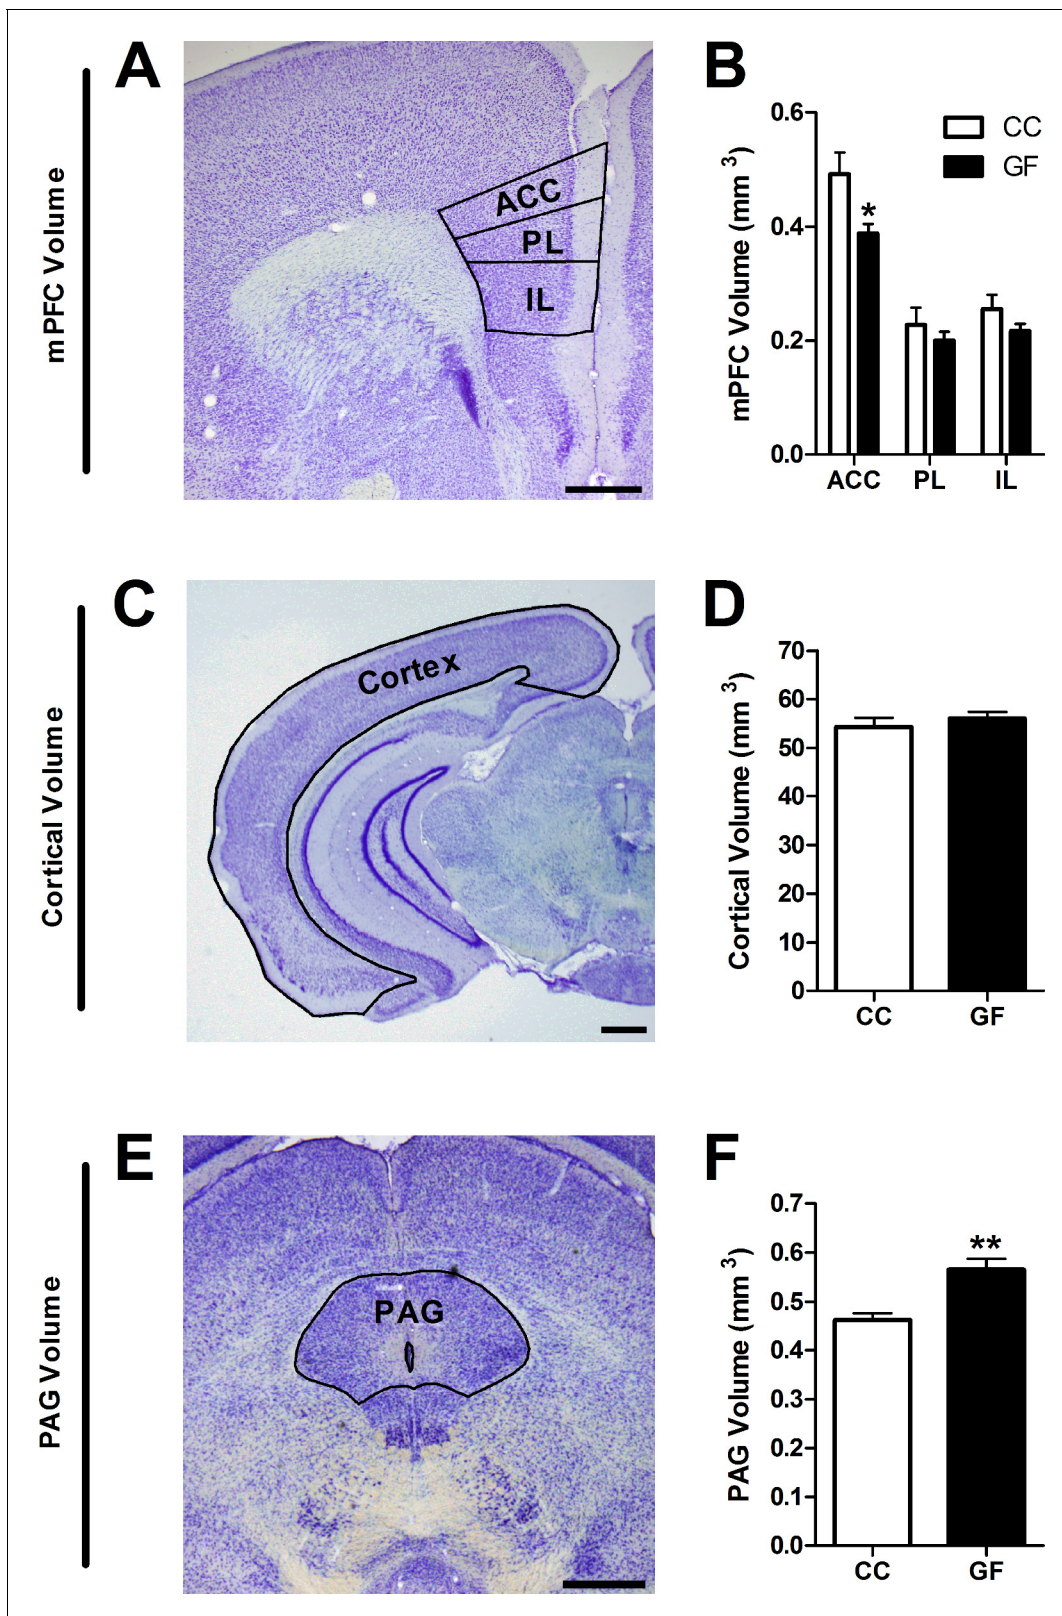 A
mPFC Volume
ACC
PL
IL
B
mPFC Volume (mm 3)
0.6
0.4
0.2
0.0
CC
GF
*
ACC PL IL
C
Cortical Volume
Cortex
D
Cortical Volume (mm 3)
70
60
50
40
30
20
10
0
CC GF
E
PAG Volume
PAG
F
PAG Volume (mm 3)
0.7
0.6
0.5
0.4
0.3
0.2
0.1
0.0
**
CC GF